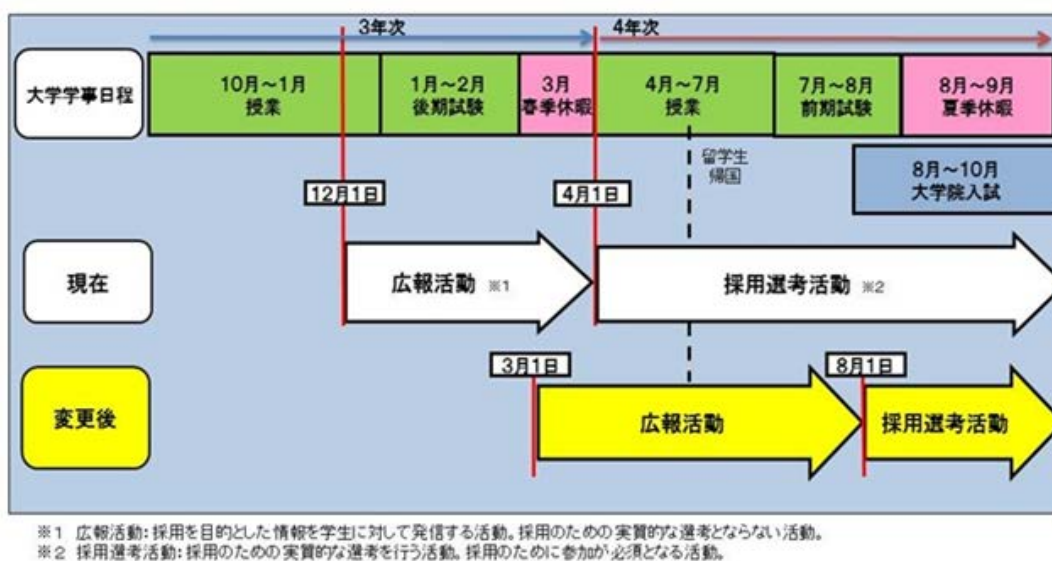 3年次
4年次
大学学事日程
10月～1月
授業
1月～2月
後期試験
3月
春季休暇
4月～7月
授業
7月～8月
前期試験
8月～9月
夏季休暇
留学生
帰国
8月～10月
大学院入試
12月1日
4月1日
現在
広報活動 ※1
採用選考活動 ※2
3月1日
8月1日
変更後
広報活動
採用選考活動
※1 広報活動:採用を目的とした情報を学生に対して発信する活動。採用のための実質的な選考とならない活動。
※2 採用選考活動:採用のための実質的な選考を行う活動。採用のために参加が必須となる活動。